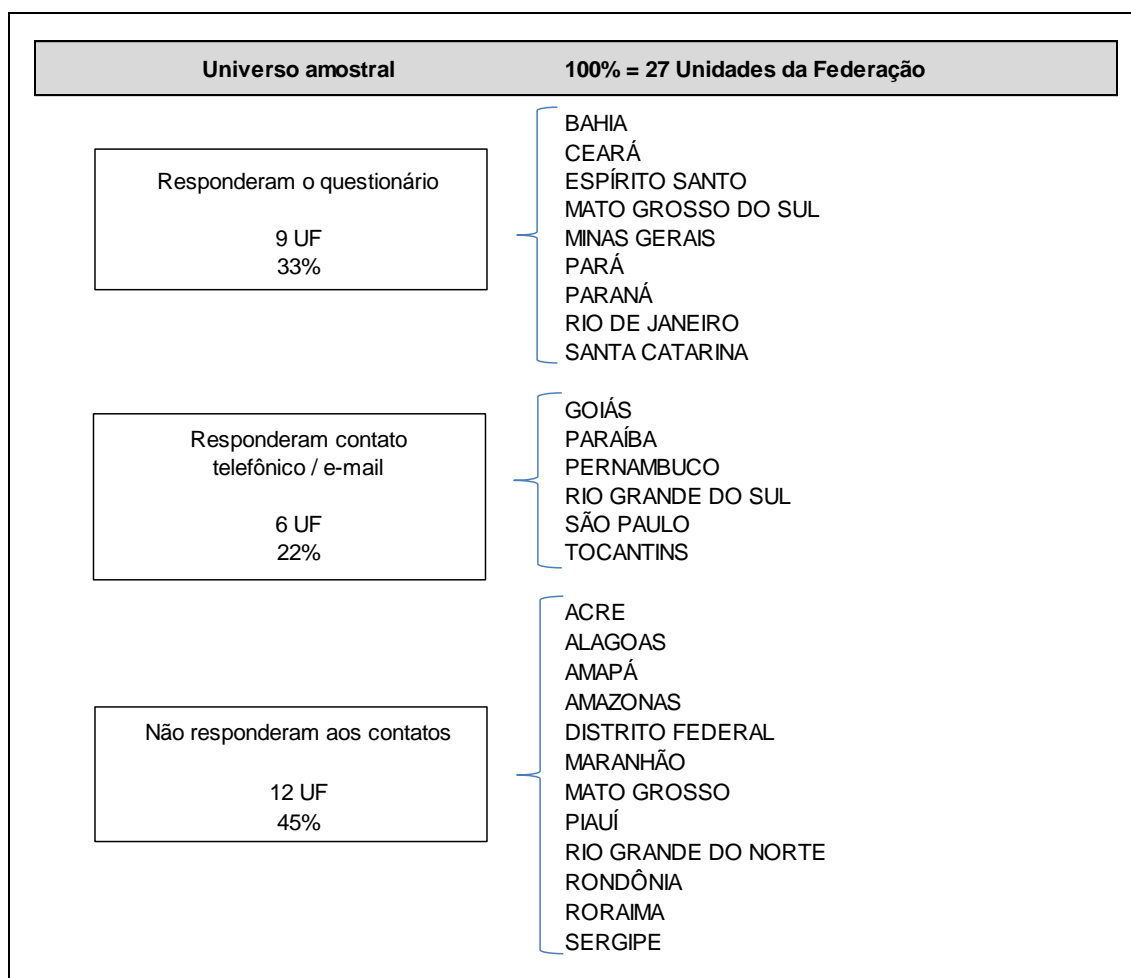 Universo amostral 100% = 27 Unidades da Federação
Responderam o questionário
9 UF
33%
BAHIA
CEARÁ
ESPÍRITO SANTO
MATO GROSSO DO SUL
MINAS GERAIS
PARÁ
PARANÁ
RIO DE JANEIRO
SANTA CATARINA
Responderam contato
telefônico / e-mail
6 UF
22%
GOIÁS
PARAÍBA
PERNAMBUCO
RIO GRANDE DO SUL
SÃO PAULO
TOCANTINS
Não responderam aos contatos
12 UF
45%
ACRE
ALAGOAS
AMAPÁ
AMAZONAS
DISTRITO FEDERAL
MARANHÃO
MATO GROSSO
PIAUÍ
RIO GRANDE DO NORTE
RONDÔNIA
RORAIMA
SERGIPE